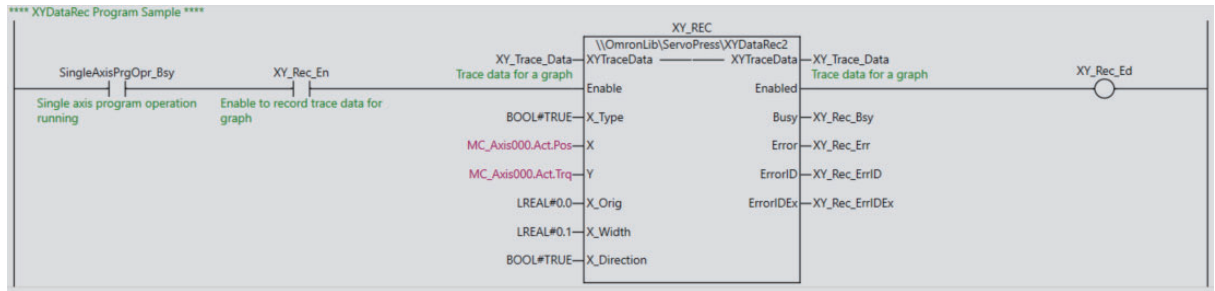 **** XYDataRec Program Sample ****
XY_REC
\\OmronLib\ServoPress\XYDataRec2
XY_Trace_Data XYTraceData XYTraceData XY_Trace_Data
Trace data for a graph Trace data for a graph
SingleAxisPrgOpr_Bsy XY_Rec_En XY_Rec_Ed
Enable Enabled
Single axis program operation
running
Enable to record trace data for
graph
BOOL#TRUE X_Type Busy XY_Rec_Bsy
MC_Axis000.Act.Pos X Error XY_Rec_Err
MC_Axis000.Act.Trq Y ErrorID XY_Rec_ErrID
LREAL#0.0 X_Orig ErrorIDEx XY_Rec_ErrIDEx
LREAL#0.1 X_Width
BOOL#TRUE X_Direction